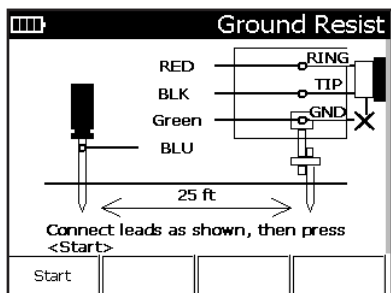 Ground Resist
RED
RING
BLK
TIP
Green
GND
BLU
25 ft
Connect leads as shown, then press
<Start>
Start